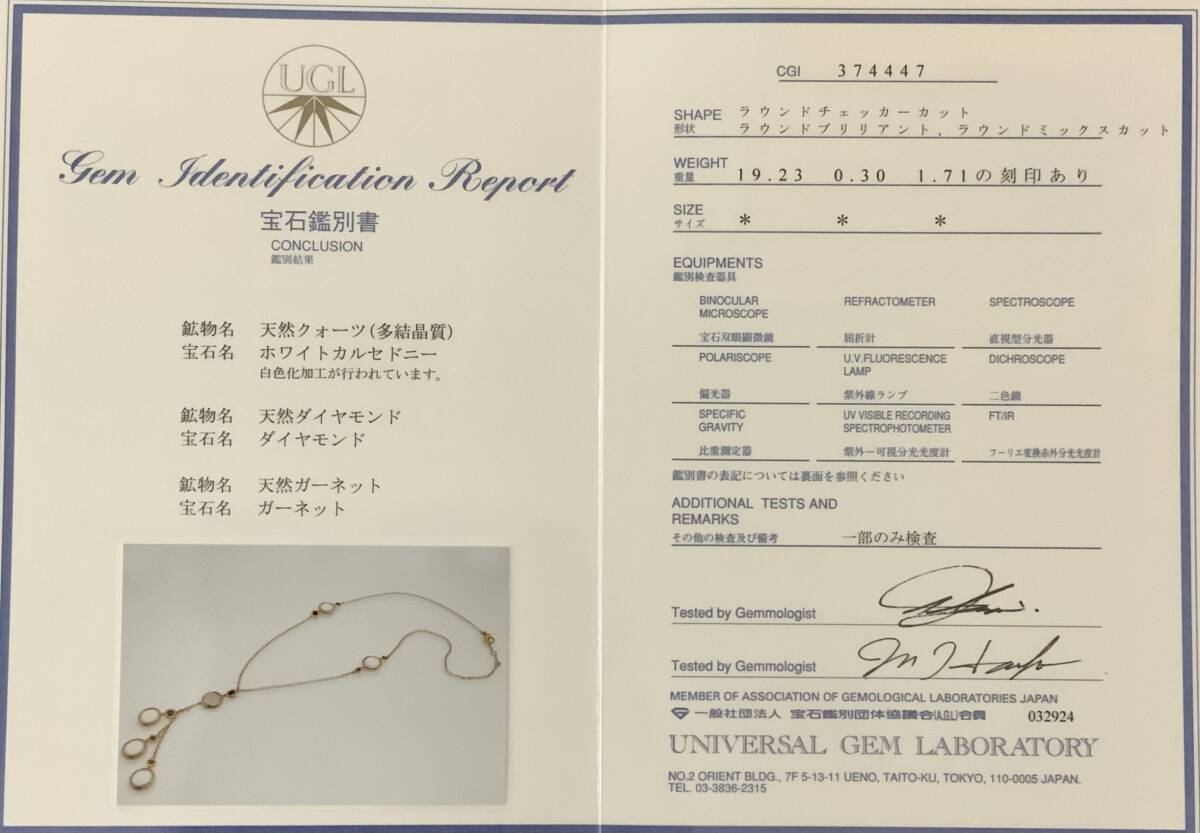 UGL
Gem Identification Report
宝石鑑別書
CONCLUSION
鑑別結果
鉱物名 天然クォーツ(多結晶質)
宝石名 ホワイトカルセドニー
白色化加工が行われています。
鉱物名 天然ダイヤモンド
宝石名 ダイヤモンド
鉱物名 天然ガーネット
宝石名 ガーネット
CGI 374447
SHAPE ラウンドチェッカーカット
形状 ラウンドブリリアント、ラウンドミックスカット
WEIGHT
重量 19.23 0.30 1.71の刻印あり
SIZE
サイズ * * *
EQUIPMENTS
鑑別検査器具
BINOCULAR MICROSCOPE REFRACTOMETER SPECTROSCOPE
宝石双眼顕微鏡 屈折計 直視型分光器
POLARISCOPE U.V.FLUORESCENCE LAMP DICHROSCOPE
偏光器 紫外線ランプ 二色鏡
SPECIFIC GRAVITY UV VISIBLE RECORDING SPECTROPHOTOMETER FT/IR
比重測定器 紫外一可視分光光度計 フーリエ変換赤外分光光度計
鑑別書の表記については裏面を参照ください
ADDITIONAL TESTS AND
REMARKS
その他の検査及び備考 一部のみ検査
Tested by Gemmologist
Tested by Gemmologist
MEMBER OF ASSOCIATION OF GEMOLOGICAL LABORATORIES JAPAN
一般社団法人 宝石鑑別団体協議会(AGL)会員 032924
UNIVERSAL GEM LABORATORY
NO.2 ORIENT BLDG., 7F 5-13-11 UENO, TAITO-KU, TOKYO, 110-0005 JAPAN.
TEL. 03-3836-2315